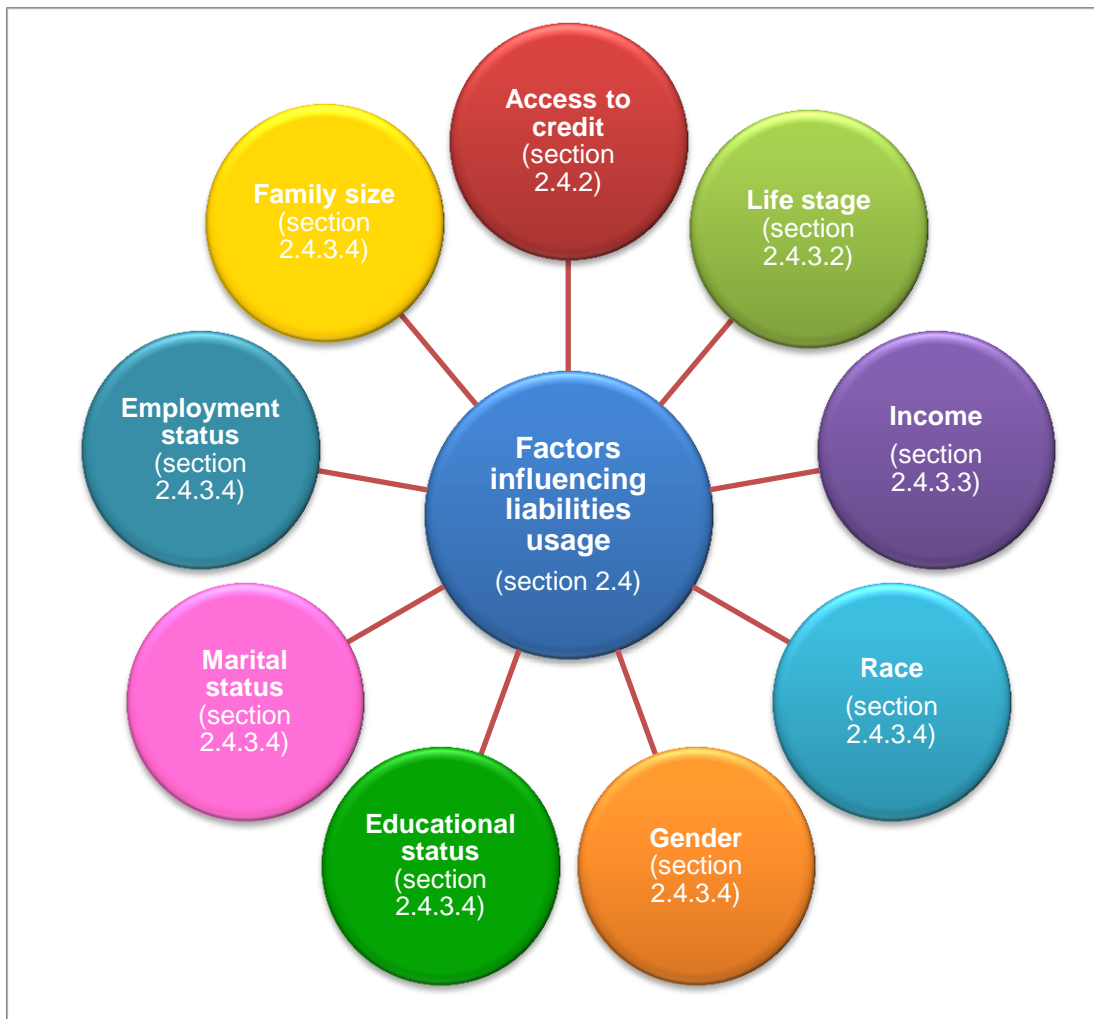 Access to
credit
(section
2.4.2)
Life stage
(section
2.4.3.2)
Income
(section
2.4.3.3)
Race
(section
2.4.3.4)
Gender
(section
2.4.3.4)
Educational
status
(section
2.4.3.4)
Marital
status
(section
2.4.3.4)
Employment
status
(section
2.4.3.4)
Family size
(section
2.4.3.4)
Factors
influencing
liabilities
usage
(section 2.4)